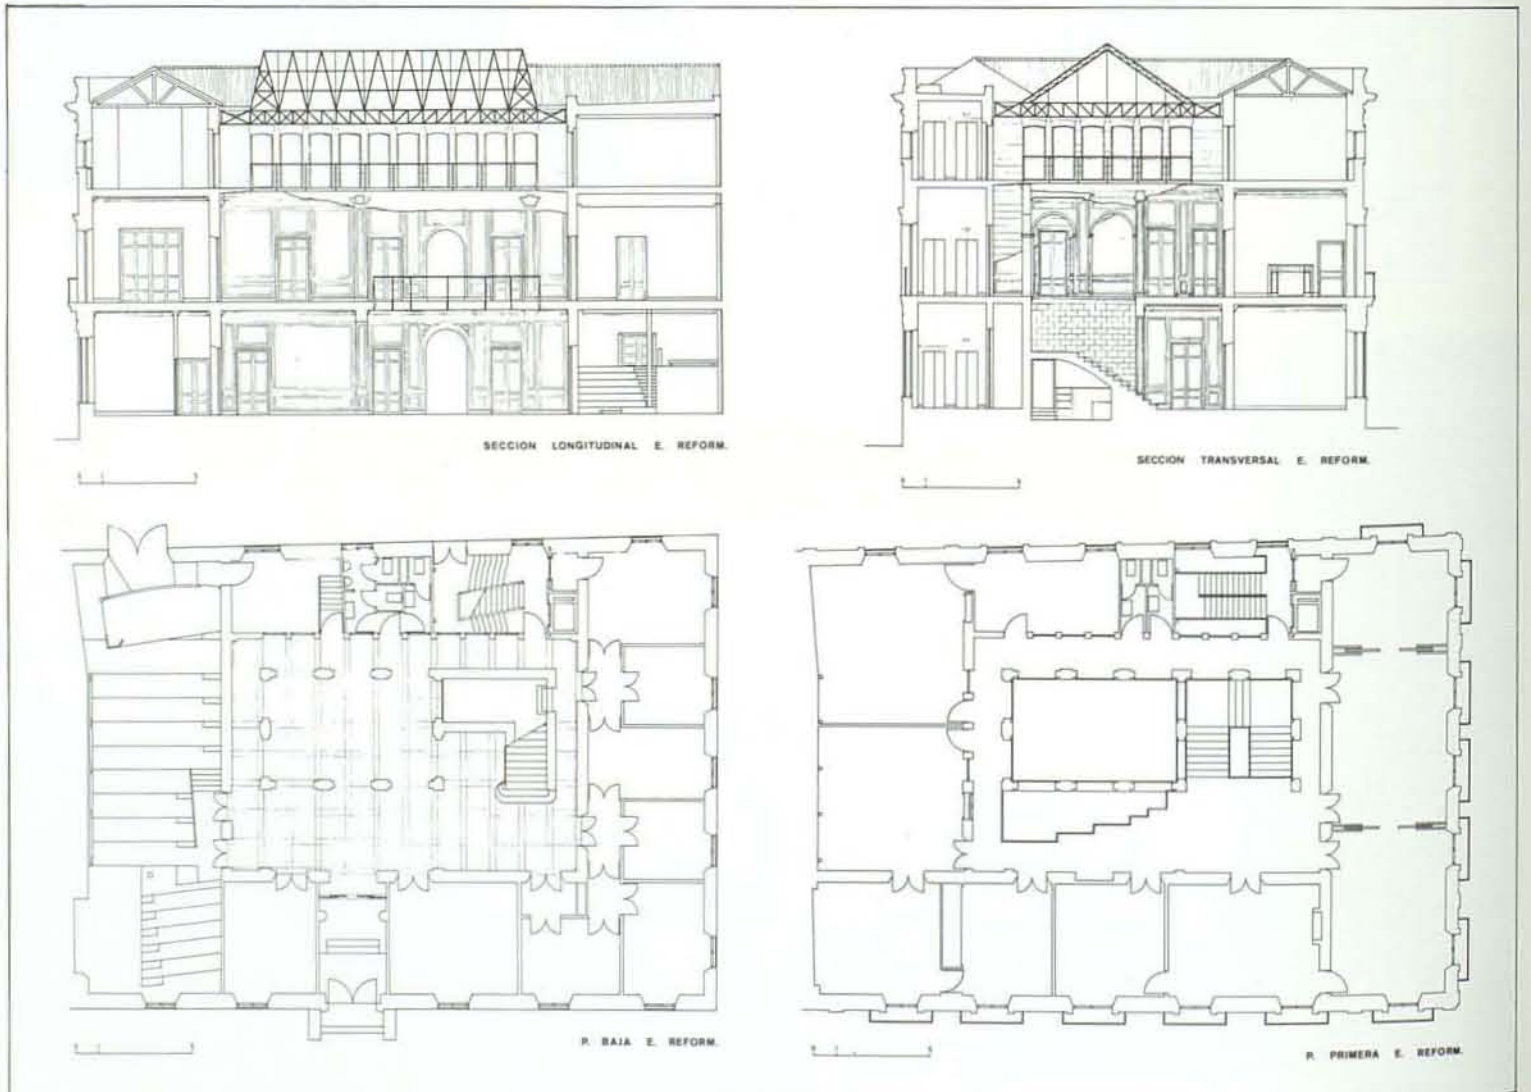 SECCION LONGITUDINAL E. REFORM.
SECCION TRANSVERSAL E. REFORM.
P. BAJA E. REFORM.
P. PRIMERA E. REFORM.